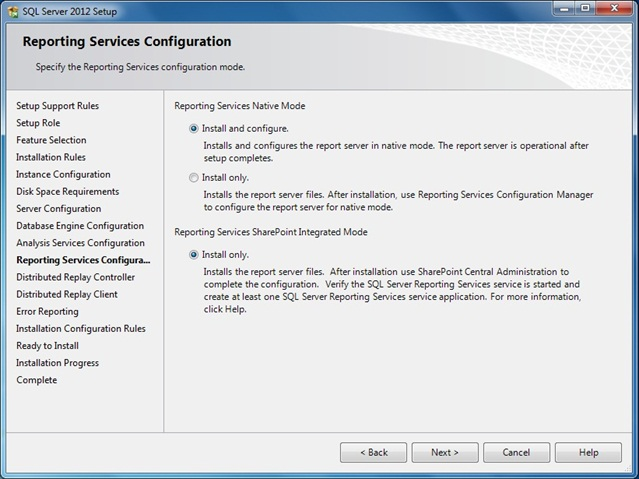 SQL Server 2012 Setup
Reporting Services Configuration
Specify the Reporting Services configuration mode.
Setup Support Rules
Setup Role
Feature Selection
Installation Rules
Instance Configuration
Disk Space Requirements
Server Configuration
Database Engine Configuration
Analysis Services Configuration
Reporting Services Configura...
Distributed Replay Controller
Distributed Replay Client
Error Reporting
Installation Configuration Rules
Ready to Install
Installation Progress
Complete
Reporting Services Native Mode
Install and configure.
Installs and configures the report server in native mode. The report server is operational after
setup completes.
Install only.
Installs the report server files. After installation, use Reporting Services Configuration Manager
to configure the report server for native mode.
Reporting Services SharePoint Integrated Mode
Install only.
Installs the report server files. After installation use SharePoint Central Administration to
complete the configuration. Verify the SQL Server Reporting Services service is started and
create at least one SQL Server Reporting Services service application. For more information,
click Help.
< Back
Next >
Cancel
Help